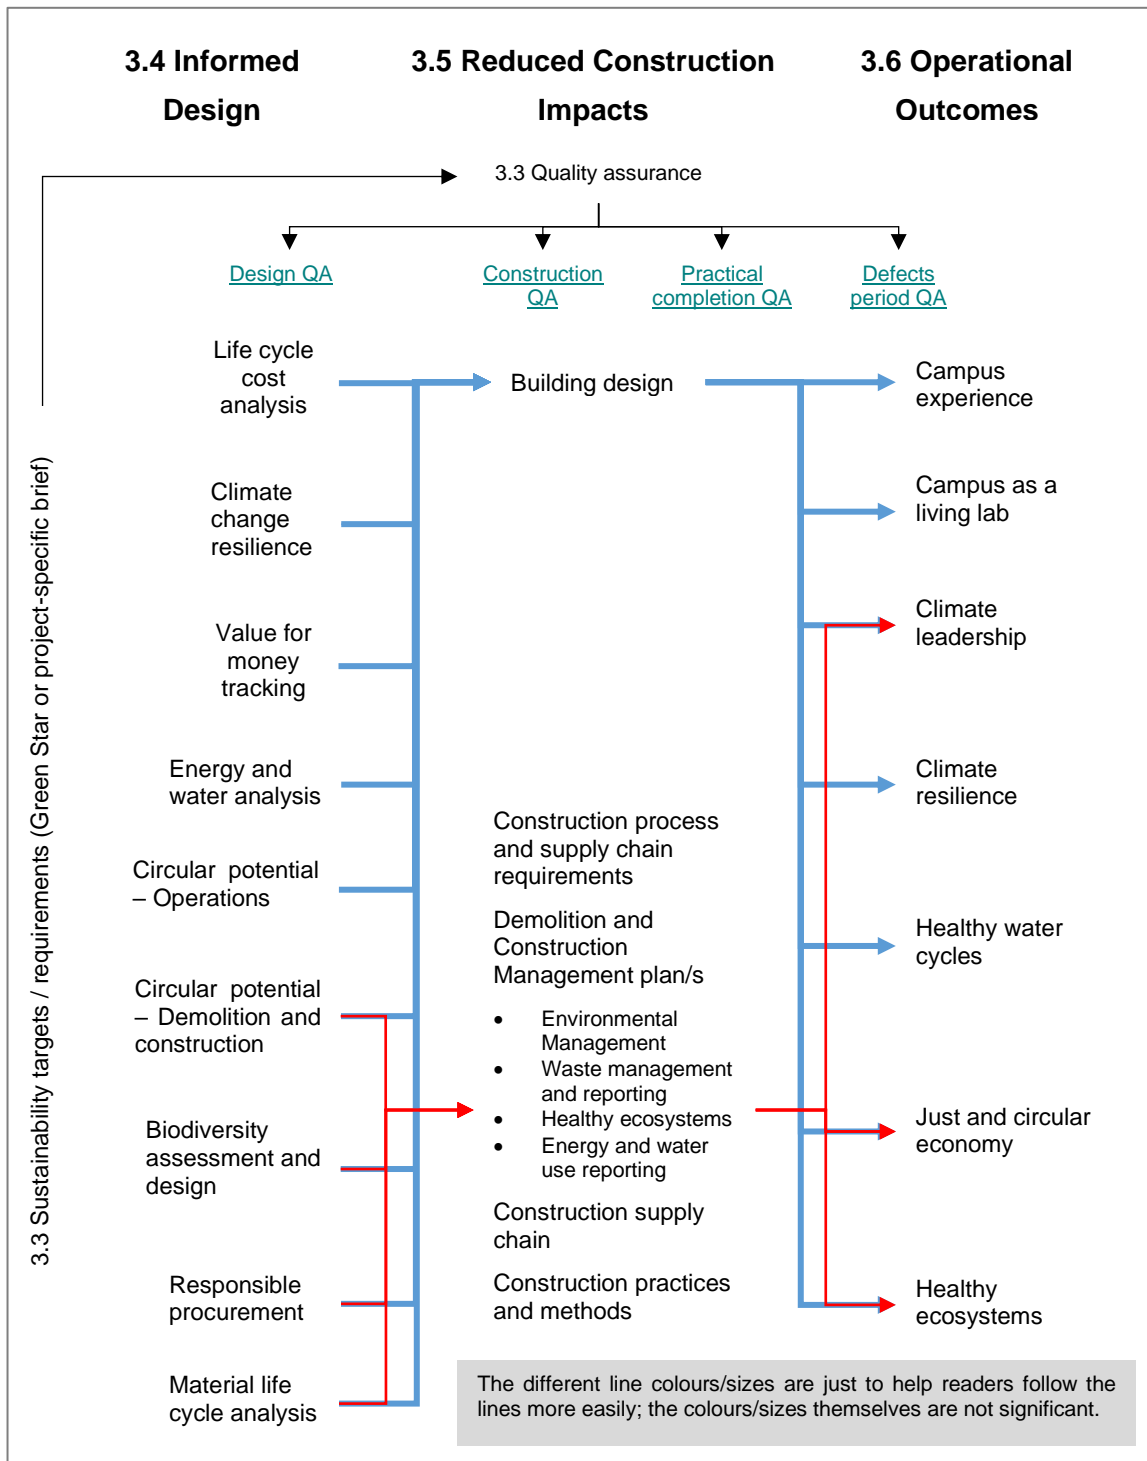 3.4 Informed
Design
3.5 Reduced Construction
Impacts
3.6 Operational
Outcomes
3.3 Quality assurance
Design QA
Construction
QA
Practical
completion QA
Defects
period QA
3.3 Sustainability targets / requirements (Green Star or project-specific brief)
Life cycle
cost
analysis
Climate
change
resilience
Value for
money
tracking
Energy and
water analysis
Circular potential
– Operations
Circular potential
– Demolition and
construction
Biodiversity
assessment and
design
Responsible
procurement
Material life
cycle analysis
Building design
Construction process
and supply chain
requirements
Demolition and
Construction
Management plan/s
• Environmental
Management
• Waste management
and reporting
• Healthy ecosystems
• Energy and water
use reporting
Construction supply
chain
Construction practices
and methods
Campus
experience
Campus as a
living lab
Climate
leadership
Climate
resilience
Healthy water
cycles
Just and circular
economy
Healthy
ecosystems
The different line colours/sizes are just to help readers follow the
lines more easily; the colours/sizes themselves are not significant.